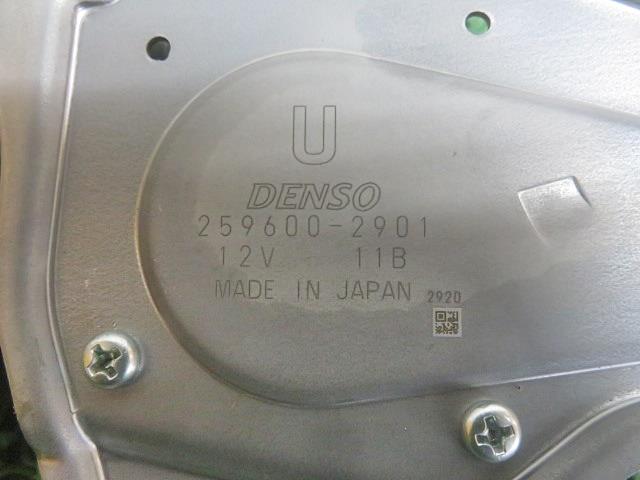 U
DENSO
259600-2901
12V 11B
MADE IN JAPAN 2920